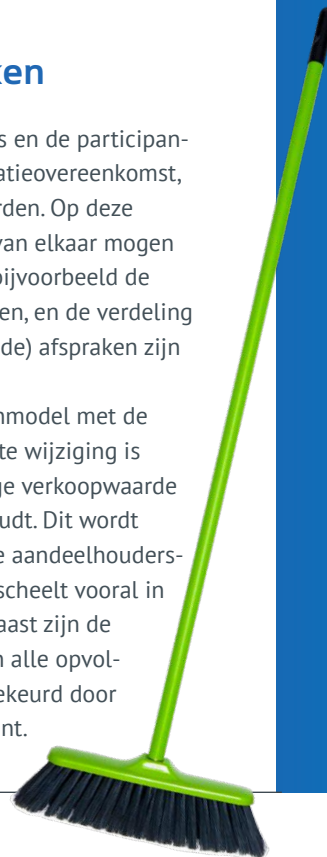 en
s en de participan-
atieovereenkomst,
rden. Op deze
van elkaar mogen
bijvoorbeeld de
en, en de verdeling
de) afspraken zijn
nmodel met de
te wijziging is
ge verkoopwaarde
udt. Dit wordt
e aandeelhouders-
scheelt vooral in
aast zijn de
n alle opvol-
ekeurd door
nt.